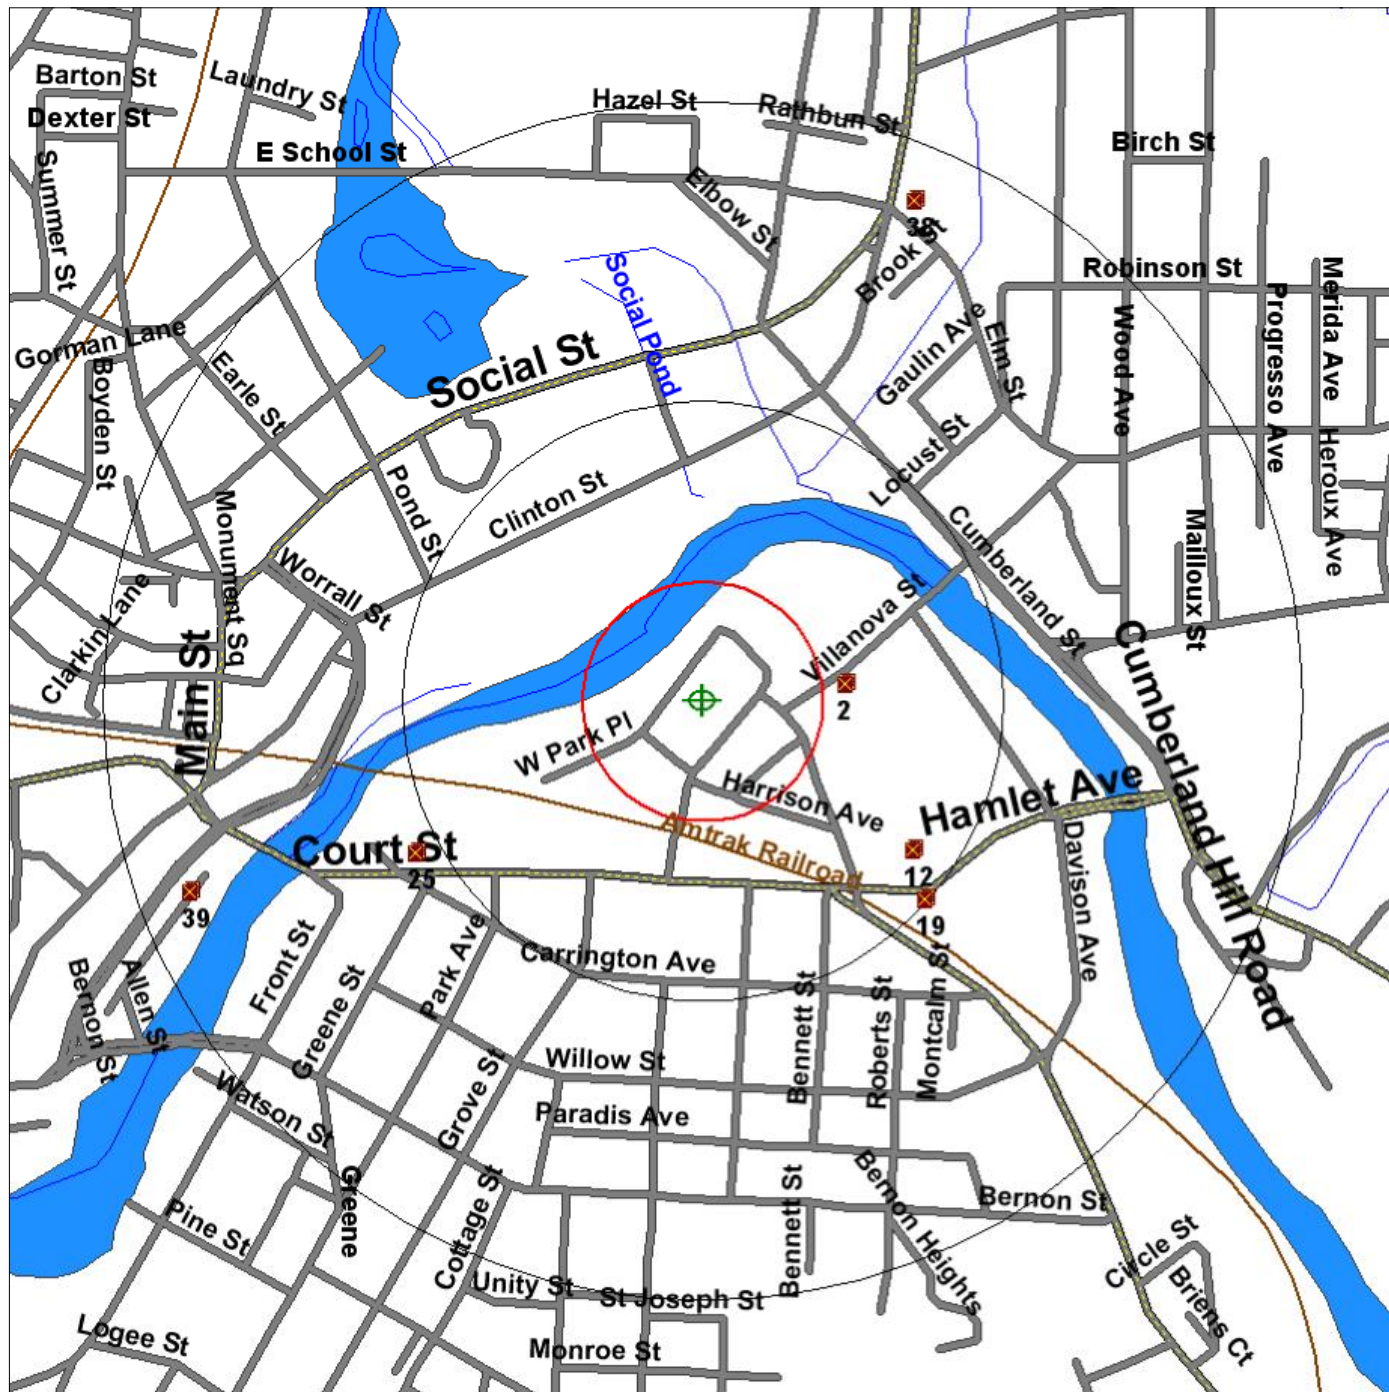 Barton St
Laundry St
Hazel St
Rathbun St
Dexter St
E School St
Birch St
Summer St
Elbow St
38
Brook St
Robinson St
Social Pond
Merida Ave
Progresso Ave
Wood Ave
Gorman Lane
Gaulin Ave
Elm St
Social St
Earle St
Boyden St
Locust St
Heroux Ave
Pond St
Clinton St
Monument Sq
Cumberland St
Mailloux St
Worrall St
Clarkin Lane
Villanova St
Main St
2
Cumberland Hill Road
W Park Pl
Harrison Ave
Hamlet Ave
Amtrak Railroad
Court St
25
12
Davison Ave
39
19
Front St
Park Ave
Carrington Ave
Allen St
Bernon St
Greene St
Bennett St
Roberts St
Montcalm St
Willow St
Watson St
Grove St
Paradis Ave
Greene
Cottage St
Bennett St
Bernon Heights
Bernon St
Pine St
Circle St
Unity St
St Joseph St
Briens Ct
Logee St
Monroe St